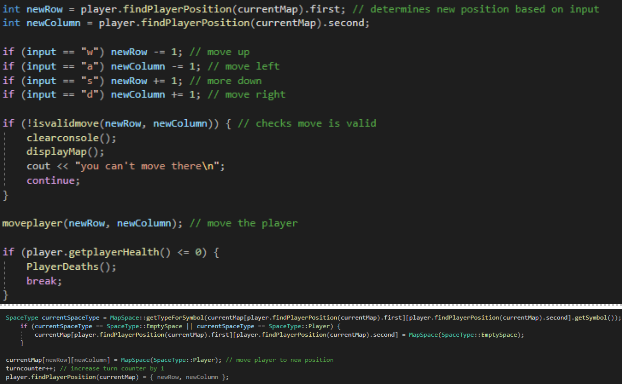 int newRow = player.findPlayerPosition(currentMap).first; // determines new position based on input
int newColumn = player.findPlayerPosition(currentMap).second;
if (input == "w") newRow -= 1; // move up
if (input == "a") newColumn -= 1; // move left
if (input == "s") newRow += 1; // more down
if (input == "d") newColumn += 1; // move right
if (!isvalidmove(newRow, newColumn)) { // checks move is valid
clearconsole();
displayMap();
cout << "you can't move there\n";
continue;
}
moveplayer(newRow, newColumn); // move the player
if (player.getplayerHealth() <= 0) {
PlayerDeaths();
break;
}
SpaceType currentSpaceType = MapSpace::getTypeForSymbol(currentMap[player.findPlayerPosition(currentMap).first][player.findPlayerPosition(currentMap).second].getSymbol());
if (currentSpaceType == SpaceType::EmptySpace || currentSpaceType == SpaceType::Player) {
currentMap[player.findPlayerPosition(currentMap).first][player.findPlayerPosition(currentMap).second] = MapSpace(SpaceType::EmptySpace);
}
currentMap[newRow][newColumn] = MapSpace(SpaceType::Player); // move player to new position
turncounter++; // increase turn counter by 1
player.findPlayerPosition(currentMap) = { newRow, newColumn };